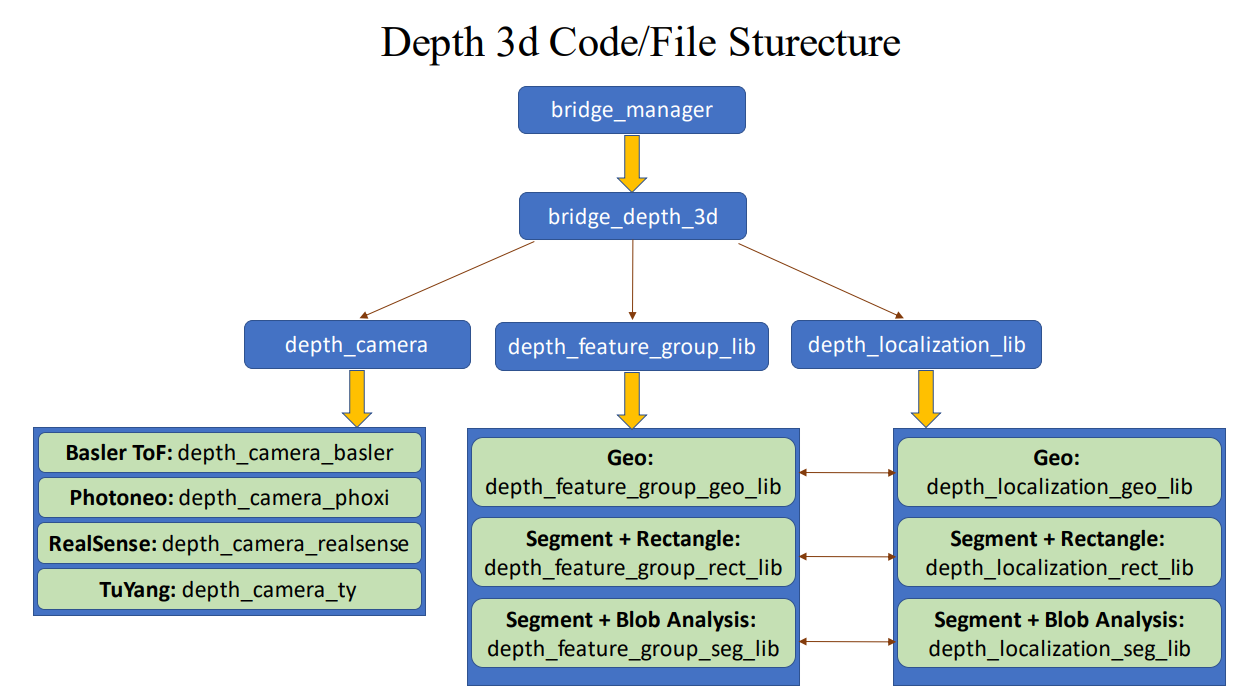 Depth 3d Code/File Sturecture
bridge_manager
bridge_depth_3d
depth_camera
depth_feature_group_lib
depth_localization_lib
Basler ToF: depth_camera_basler
Photoneo: depth_camera_phoxi
RealSense: depth_camera_realsense
TuYang: depth_camera_ty
Geo:
depth_feature_group_geo_lib
Segment + Rectangle:
depth_feature_group_rect_lib
Segment + Blob Analysis:
depth_feature_group_seg_lib
Geo:
depth_localization_geo_lib
Segment + Rectangle:
depth_localization_rect_lib
Segment + Blob Analysis:
depth_localization_seg_lib